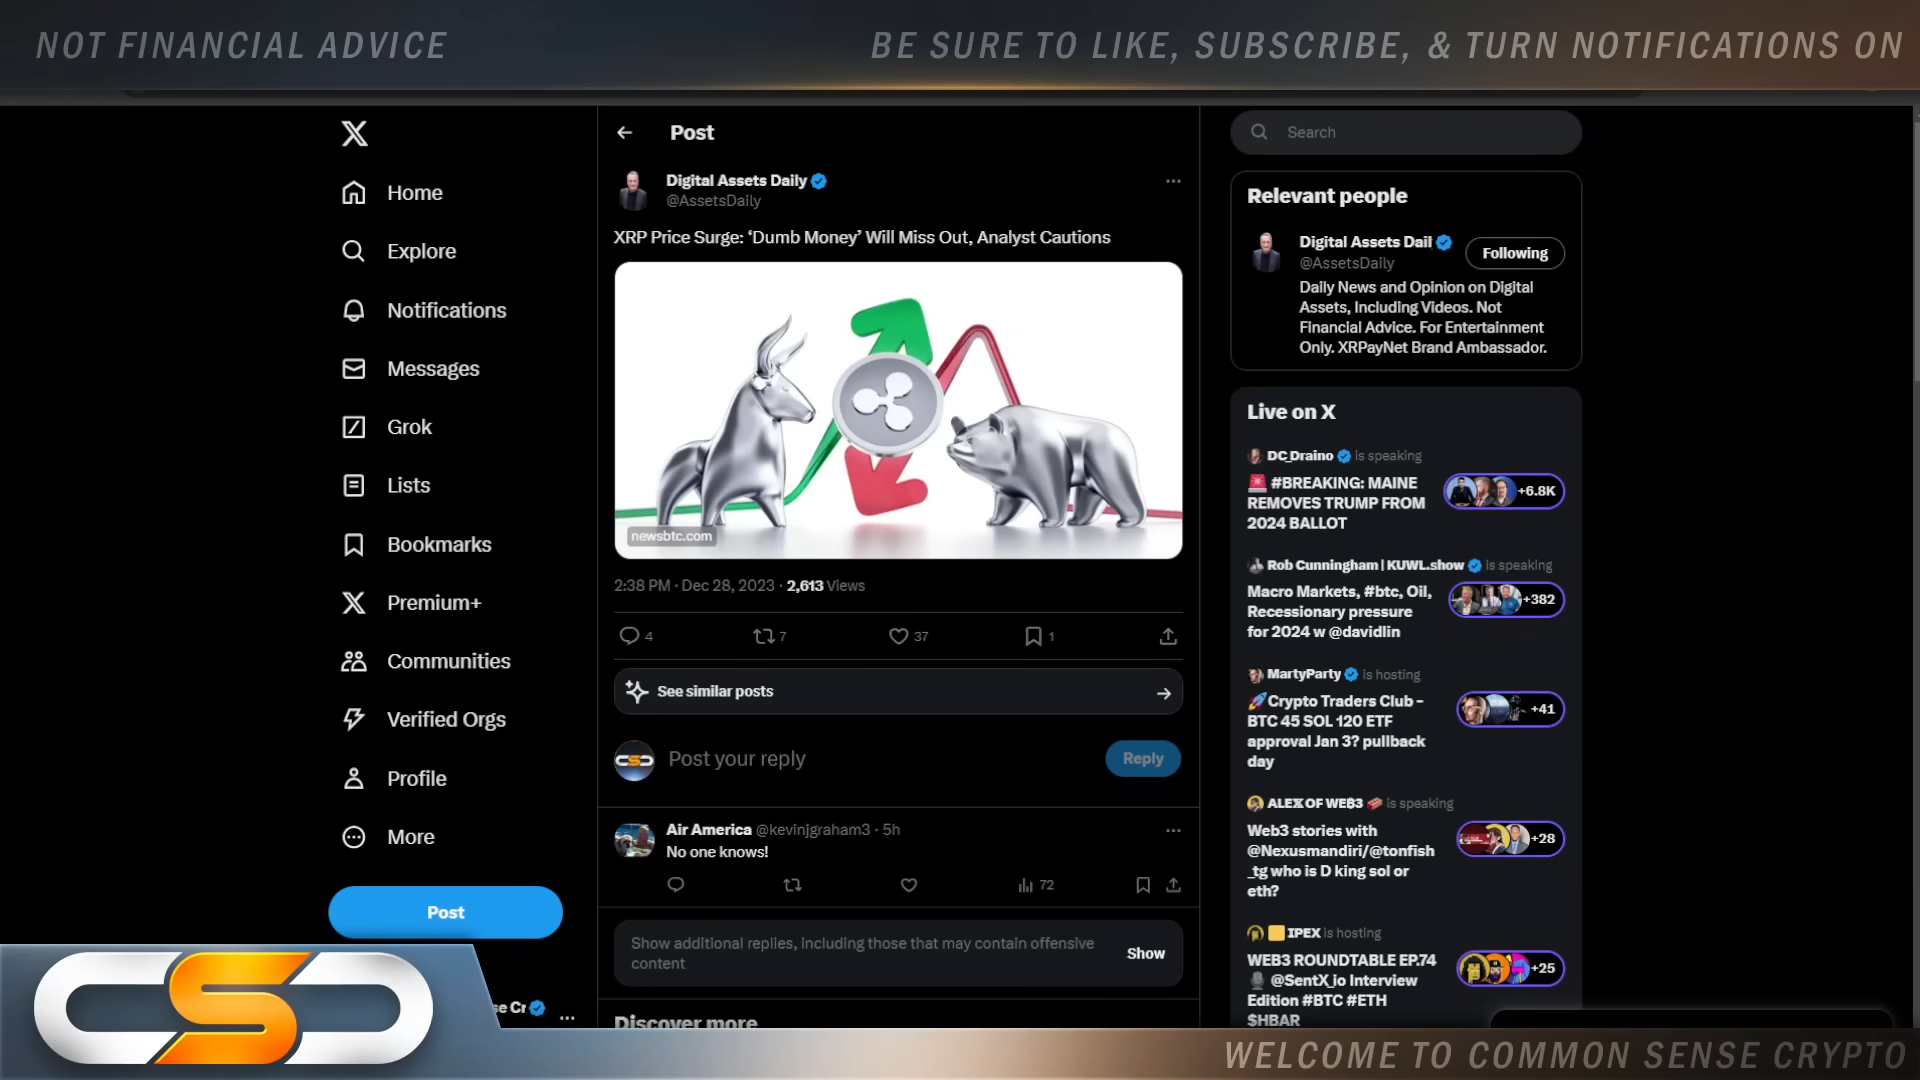 NOT FINANCIAL ADVICE
BE SURE TO LIKE, SUBSCRIBE, & TURN NOTIFICATIONS ON
Home
Explore
Notifications
Messages
Grok
Lists
Bookmarks
Premium+
Communities
Verified Orgs
Profile
More
Post
se Cr
Post
Digital Assets Daily
@AssetsDaily
XRP Price Surge: ‘Dumb Money’ Will Miss Out, Analyst Cautions
newsbtc.com
2:38 PM · Dec 28, 2023 · 2,613 Views
4 7 37 1
See similar posts
Post your reply
Reply
Air America @kevinjgraham3 · 5h
No one knows!
72
Show additional replies, including those that may contain offensive
content
Show
Discover more
Search
Relevant people
Digital Assets Dail
@AssetsDaily
Following
Daily News and Opinion on Digital
Assets, Including Videos. Not
Financial Advice. For Entertainment
Only. XRPayNet Brand Ambassador.
Live on X
DC_Draino is speaking
🚨 #BREAKING: MAINE
REMOVES TRUMP FROM
2024 BALLOT
+6.8K
Rob Cunningham | KUWL.show is speaking
Macro Markets, #btc, Oil,
Recessionary pressure
for 2024 w @davidlin
+382
MartyParty is hosting
🚀Crypto Traders Club -
BTC 45 SOL 120 ETF
approval Jan 3? pullback
day
+41
ALEX OF WEB3 is speaking
Web3 stories with
@Nexusmandiri/@tonfish
_tg who is D king sol or
eth?
+28
IPEX is hosting
WEB3 ROUNDTABLE EP.74
🎙 @SentX_io Interview
Edition #BTC #ETH
$HBAR
+25
CSC
WELCOME TO COMMON SENSE CRYPTO